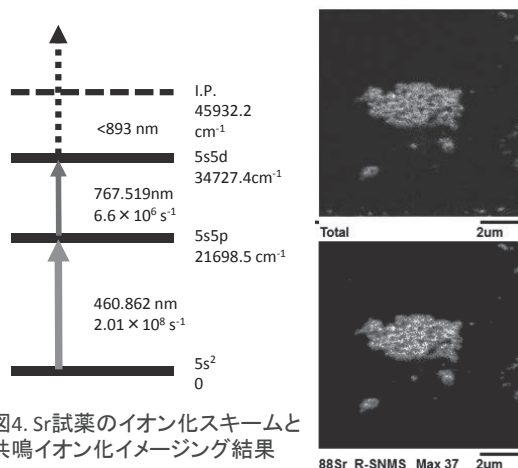 I.P.
45932.2
cm⁻¹
<893 nm
5s5d
34727.4cm⁻¹
767.519nm
6.6 × 10⁶ s⁻¹
5s5p
21698.5 cm⁻¹
460.862 nm
2.01 × 10⁸ s⁻¹
5s²
0
図4. Sr試薬のイオン化スキームと
共鳴イオン化イメージング結果
Total 2um
88Sr R-SNMS Max 37 2um